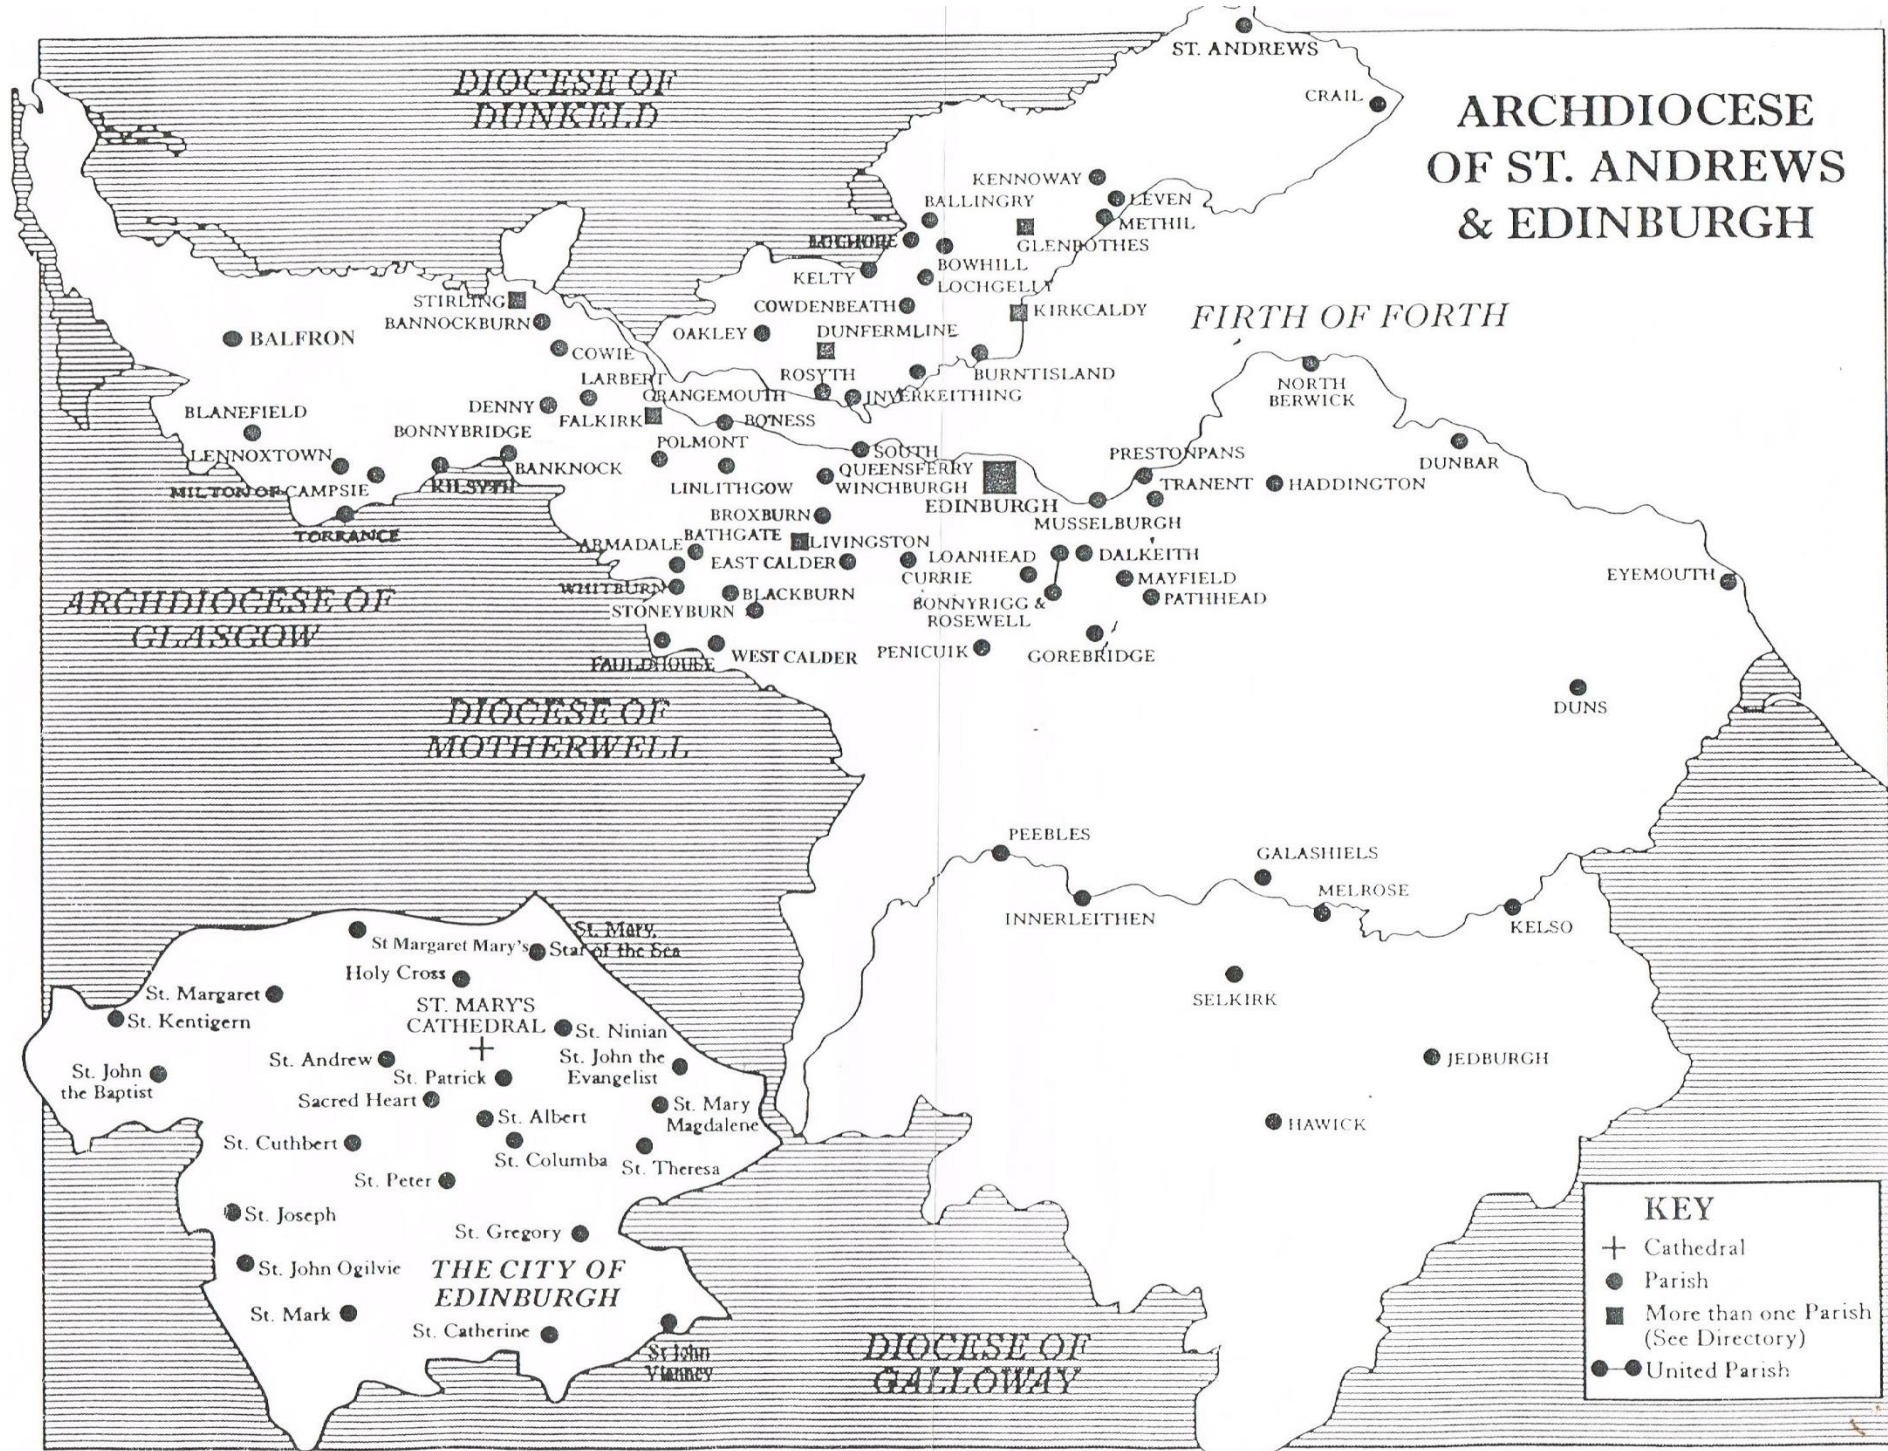 DIOCESE OF
DUNKELD
ST. ANDREWS
CRAIL
ARCHDIOCESE
OF ST. ANDREWS
& EDINBURGH
KENNOWAY
LEVEN
METHIL
BALLINGRY
GLENROTHES
LOCHORE
BOWHILL
KELTY
LOCHGELLY
STIRLING
BANNOCKBURN
COWDENBEATH
KIRKCALDY
FIRTH OF FORTH
BALFRON
OAKLEY
DUNFERMLINE
COWIE
LARBERT
ROSYTH
BURNTISLAND
NORTH
BERWICK
GRANGEMOUTH
INVERKEITHING
BLANEFIELD
DENNY
FALKIRK
BO'NESS
BONNYBRIDGE
POLMONT
SOUTH
QUEENSFERRY
PRESTONPANS
DUNBAR
LENNOXTOWN
BANKNOCK
WINCHBURGH
TRANENT
HADDINGTON
MILTON OF CAMPSIE
KILSYTH
LINLITHGOW
EDINBURGH
MUSSELBURGH
TORRANCE
BROXBURN
BATHGATE
ARMADALE
LIVINGSTON
LOANHEAD
DALKEITH
EAST CALDER
CURRIE
MAYFIELD
EYEMOUTH
WHITBURN
BLACKBURN
BONNYRIGG &
ROSEWELL
PATHHEAD
STONEYBURN
ARCHDIOCESE OF
GLASGOW
FAULDHOUSE
WEST CALDER
PENICUIK
GOREBRIDGE
DIOCESE OF
MOTHERWELL
DUNS
PEEBLES
GALASHIELS
MELROSE
INNERLEITHEN
KELSO
SELKIRK
JEDBURGH
HAWICK
St Margaret Mary's
St. Mary,
Star of the Sea
Holy Cross
St. Margaret
St. Kentigern
ST. MARY'S
CATHEDRAL
St. Ninian
St. Andrew
St. John the
Evangelist
St. John
the Baptist
St. Patrick
Sacred Heart
St. Albert
St. Mary
Magdalene
St. Cuthbert
St. Columba
St. Theresa
St. Peter
St. Joseph
St. Gregory
St. John Ogilvie
THE CITY OF
EDINBURGH
St. Mark
St. Catherine
St John
Vianney
DIOCESE OF
GALLOWAY
KEY
Cathedral
Parish
More than one Parish
(See Directory)
United Parish